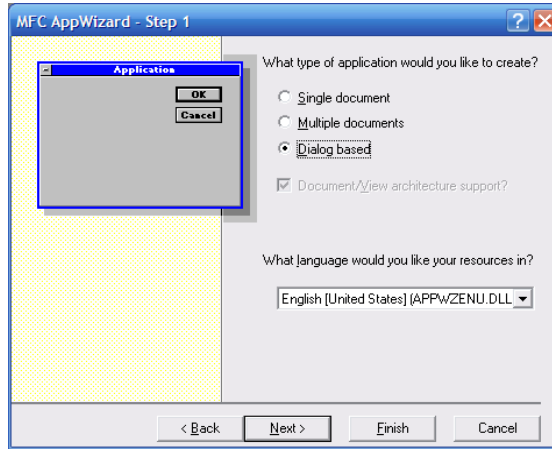 MFC AppWizard - Step 1
Application
OK
Cancel
What type of application would you like to create?
Single document
Multiple documents
Dialog based
Document/View architecture support?
What language would you like your resources in?
English [United States] (APPWZENU.DLL
< Back
Next >
Finish
Cancel